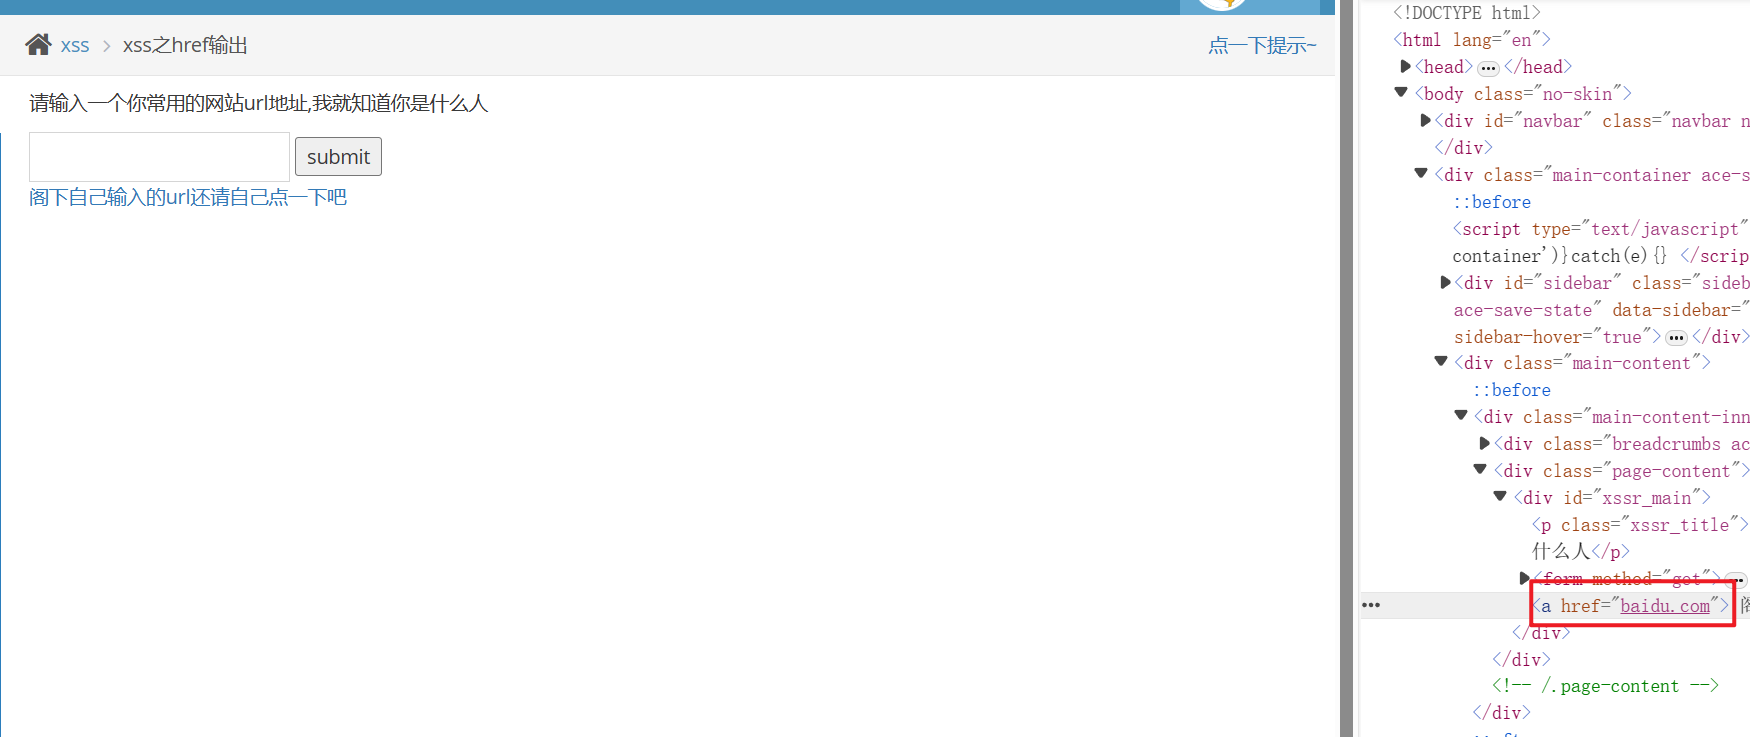 xss > xss之href输出
点一下提示~
请输入一个你常用的网站url地址,我就知道你是什么人
submit
阁下自己输入的url还请自己点一下吧
<!DOCTYPE html>
<html lang="en">
<head> ••• </head>
<body class="no-skin">
<div id="navbar" class="navbar n
</div>
<div class="main-container ace-s
::before
<script type="text/javascript"
container')}catch(e){} </scrip
<div id="sidebar" class="sideb
ace-save-state" data-sidebar="
sidebar-hover="true"> ••• </div>
<div class="main-content">
::before
<div class="main-content-inn
<div class="breadcrumbs ac
<div class="page-content">
<div id="xssr_main">
<p class="xssr_title">
什么人</p>
<form method="get"> •••
••• <a href="baidu.com">
</div>
</div>
<!-- /.page-content -->
</div>